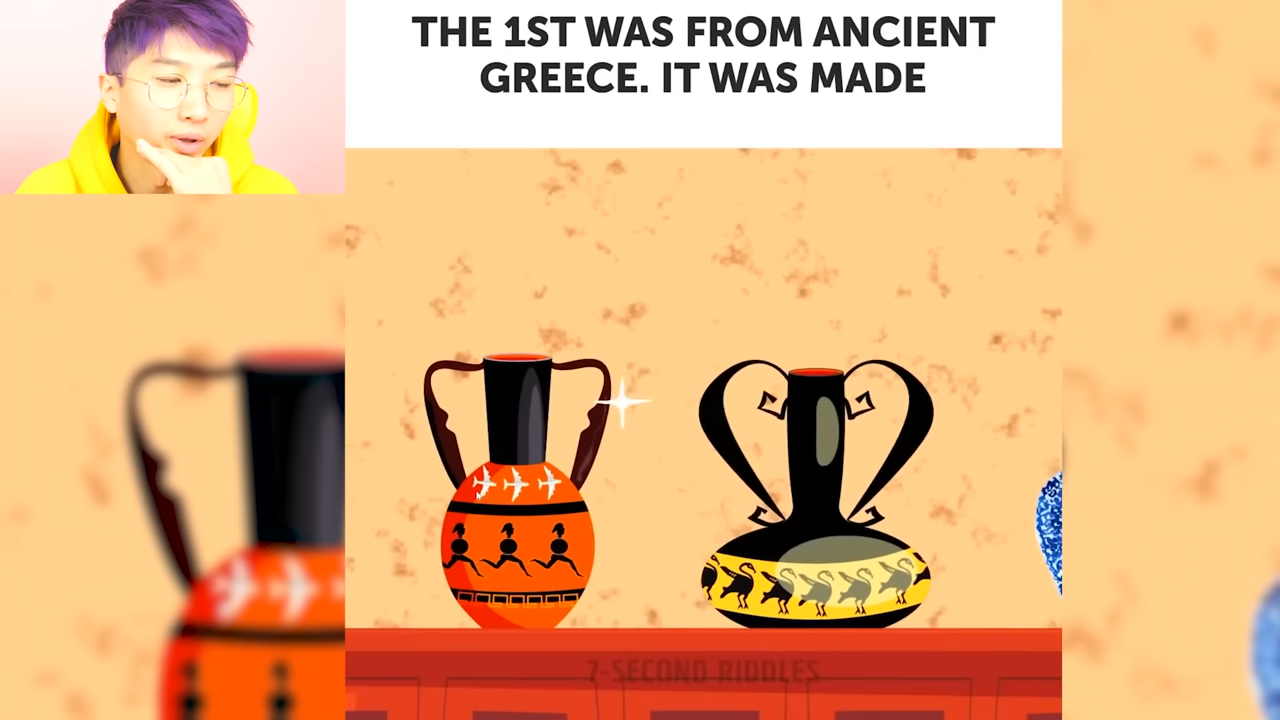 THE 1ST WAS FROM ANCIENT
GREECE. IT WAS MADE
7-SECOND RIDDLES